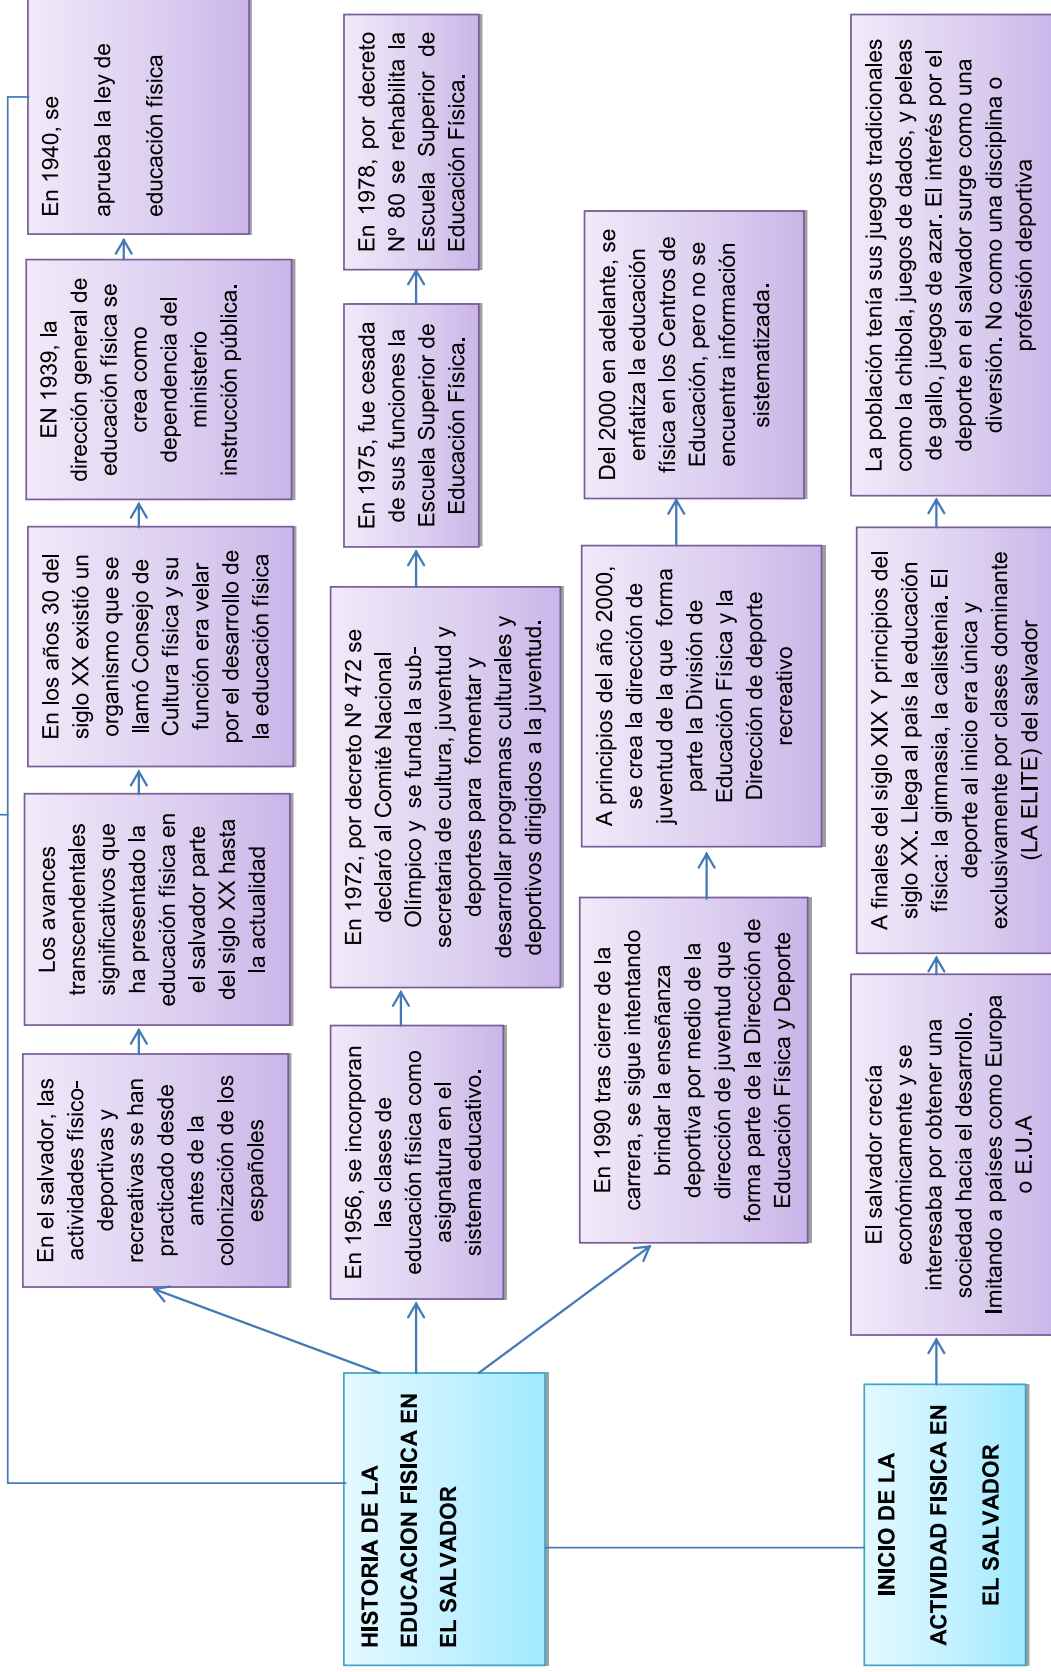 HISTORIA DE LA
EDUCACION FISICA EN
EL SALVADOR
En el salvador, las
actividades físico-
deportivas y
recreativas se han
practicado desde
antes de la
colonización de los
españoles
Los avances
transcendentales
significativos que
ha presentado la
educación física en
el salvador parte
del siglo XX hasta
la actualidad
En los años 30 del
siglo XX existió un
organismo que se
llamó Consejo de
Cultura física y su
función era velar
por el desarrollo de
la educación física
EN 1939, la
dirección general de
educación física se
crea como
dependencia del
ministerio
instrucción pública.
En 1940, se
aprueba la ley de
educación física
En 1956, se incorporan
las clases de
educación física como
asignatura en el
sistema educativo.
En 1972, por decreto Nº 472 se
declaró al Comité Nacional
Olímpico y se funda la sub-
secretaria de cultura, juventud y
deportes para fomentar y
desarrollar programas culturales y
deportivos dirigidos a la juventud.
En 1975, fue cesada
de sus funciones la
Escuela Superior de
Educación Física.
En 1978, por decreto
Nº 80 se rehabilita la
Escuela Superior de
Educación Física.
En 1990 tras cierre de la
carrera, se sigue intentando
brindar la enseñanza
deportiva por medio de la
dirección de juventud que
forma parte de la Dirección de
Educación Física y Deporte
A principios del año 2000,
se crea la dirección de
juventud de la que forma
parte la División de
Educación Física y la
Dirección de deporte
recreativo
Del 2000 en adelante, se
enfatiza la educación
física en los Centros de
Educación, pero no se
encuentra información
sistematizada.
INICIO DE LA
ACTIVIDAD FISICA EN
EL SALVADOR
El salvador crecía
económicamente y se
interesaba por obtener una
sociedad hacia el desarrollo.
Imitando a países como Europa
o E.U.A
A finales del siglo XIX Y principios del
siglo XX. Llega al país la educación
física: la gimnasia, la calistenia. El
deporte al inicio era única y
exclusivamente por clases dominante
(LA ELITE) del salvador
La población tenía sus juegos tradicionales
como la chibola, juegos de dados, y peleas
de gallo, juegos de azar. El interés por el
deporte en el salvador surge como una
diversión. No como una disciplina o
profesión deportiva